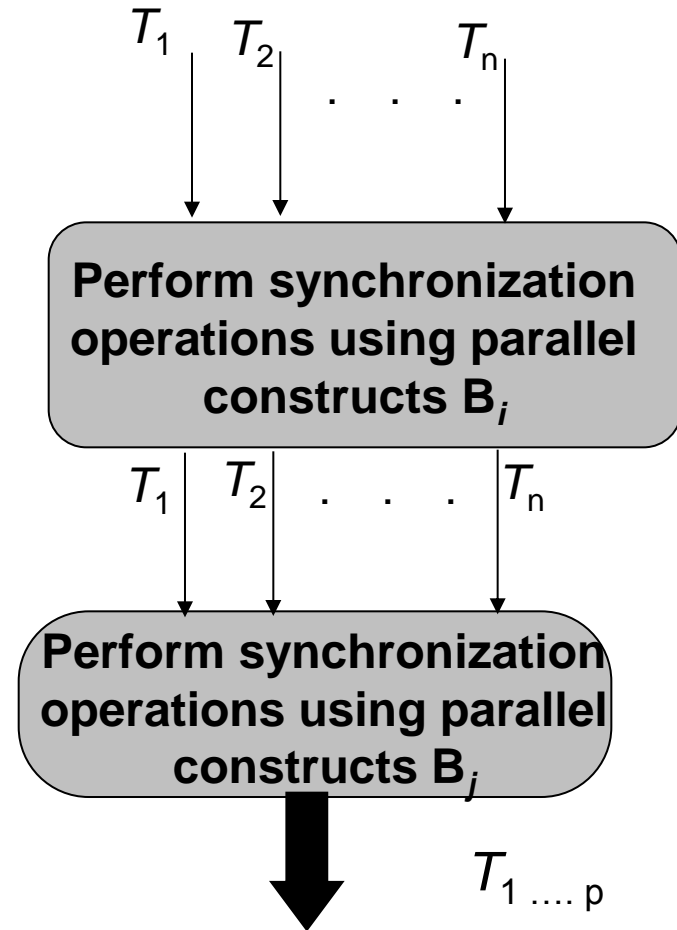 T₁ T₂ . . . Tₙ
Perform synchronization
operations using parallel
constructs Bᵢ
T₁ T₂ . . . Tₙ
Perform synchronization
operations using parallel
constructs Bⱼ
T₁ .... ₚ